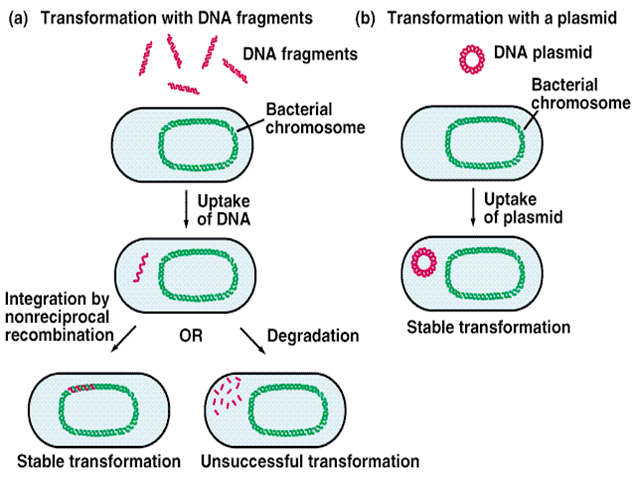 (a) Transformation with DNA fragments
DNA fragments
Bacterial
chromosome
Uptake
of DNA
Integration by
nonreciprocal
recombination
OR
Degradation
Stable transformation
Unsuccessful transformation
(b) Transformation with a plasmid
DNA plasmid
Bacterial
chromosome
Uptake
of plasmid
Stable transformation